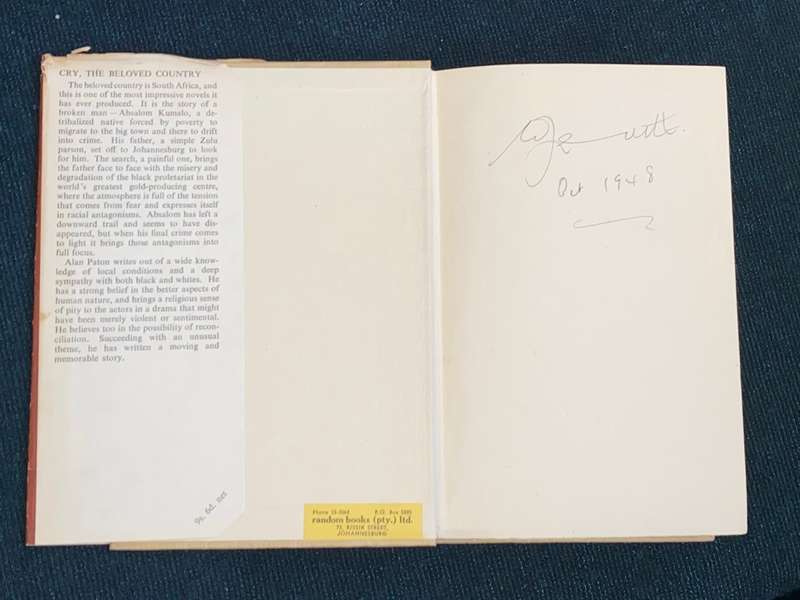 CRY, THE BELOVED COUNTRY
The beloved country is South Africa, and
this is one of the most impressive novels it
has ever produced. It is the story of a
broken man — Absalom Kumalo, a de-
tribalized native forced by poverty to
migrate to the big town and there to drift
into crime. His father, a simple Zulu
parson, set off to Johannesburg to look
for him. The search, a painful one, brings
the father face to face with the misery and
degradation of the black proletariat in the
world's greatest gold-producing centre,
where the atmosphere is full of the tension
that comes from fear and expresses itself
in racial antagonisms. Absalom has left a
downward trail and seems to have dis-
appeared, but when his final crime comes
to light it brings those antagonisms into
full focus.
Alan Paton writes out of a wide know-
ledge of local conditions and a deep
sympathy with both black and whites. He
has a strong belief in the better aspects of
human nature, and brings a religious sense
of pity to the actors in a drama that might
have been merely violent or sentimental.
He believes too in the possibility of recon-
ciliation. Succeeding with an unusual
theme, he has written a moving and
memorable story.
9s. 6d. net
Phone P.O. Box
random books (pty.) ltd.
STREET,
JOHANNESBURG
Oct 1948